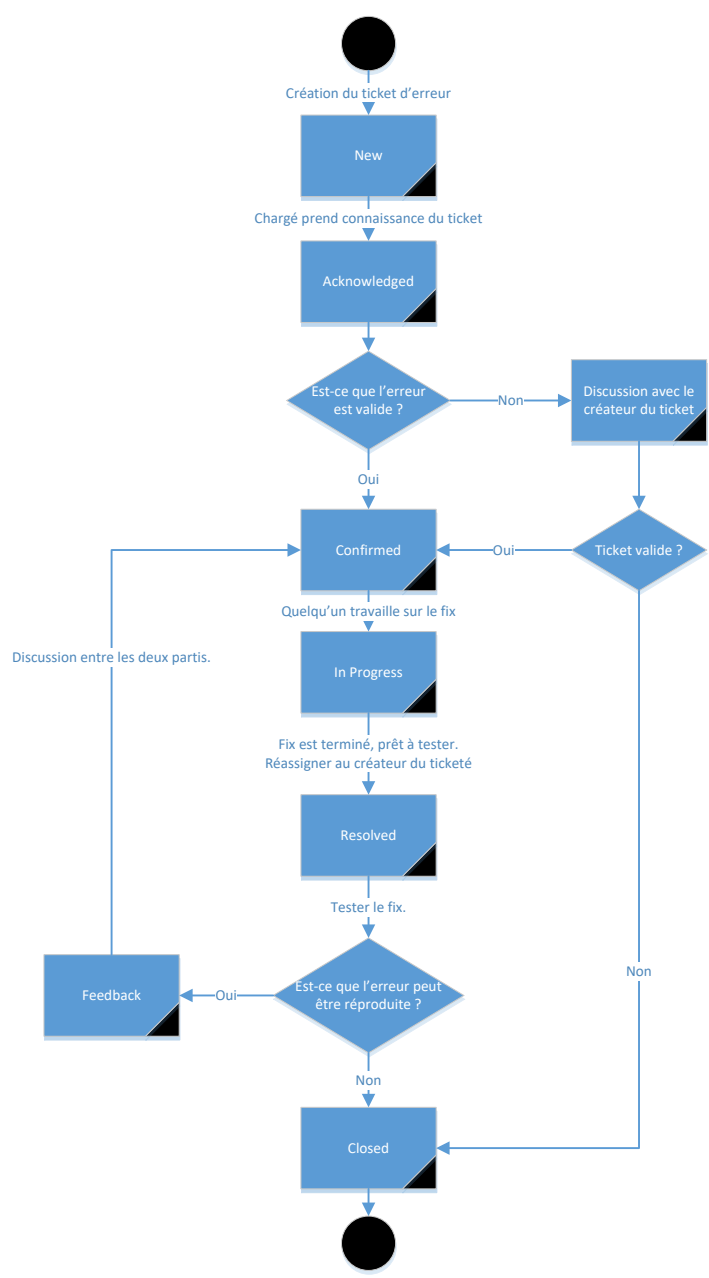 Création du ticket d’erreur
New
Chargé prend connaissance du ticket
Acknowledged
Est-ce que l’erreur
est valide ?
Non
Discussion avec le
créateur du ticket
Oui
Confirmed
Oui
Ticket valide ?
Quelqu’un travaille sur le fix
Discussion entre les deux partis.
In Progress
Fix est terminé, prêt à tester.
Réassigner au créateur du ticketé
Resolved
Tester le fix.
Non
Feedback
Oui
Est-ce que l’erreur peut
être réproduite ?
Non
Closed